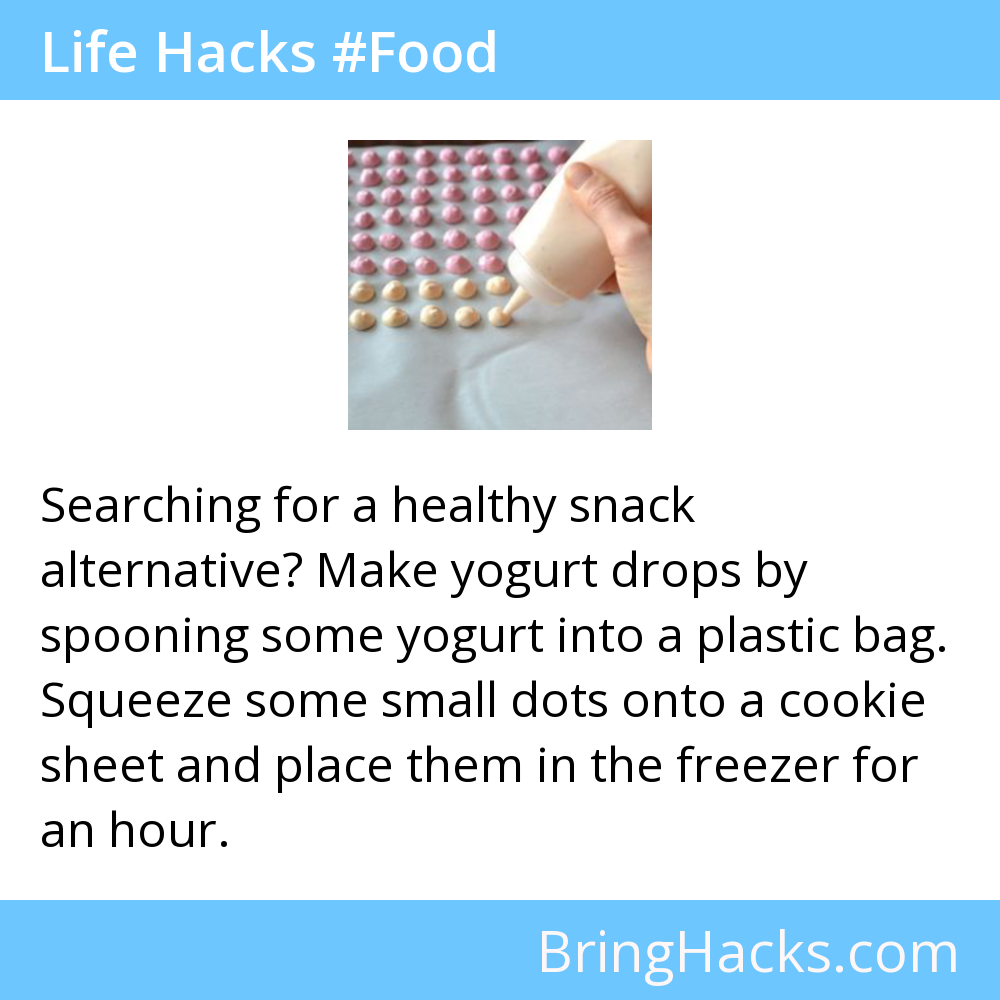 Life Hacks #Food
Searching for a healthy snack
alternative? Make yogurt drops by
spooning some yogurt into a plastic bag.
Squeeze some small dots onto a cookie
sheet and place them in the freezer for
an hour.
BringHacks.com